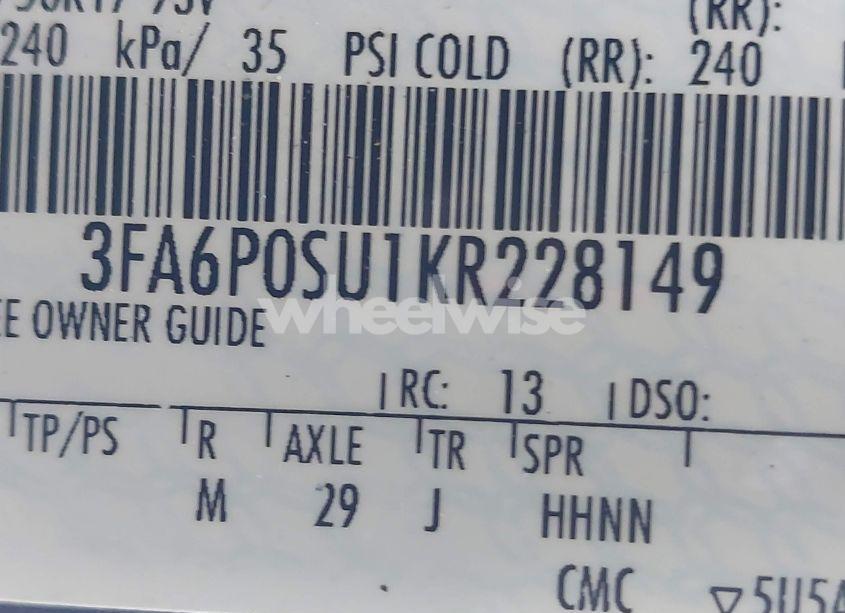 (RR):
240 kPa/ 35 PSI COLD (RR): 240
3FA6P0SU1KR228149
wheelwise
OWNER GUIDE
RC: 13 DSO:
TP/PS R AXLE TR SPR
M 29 J HHNN
CMC